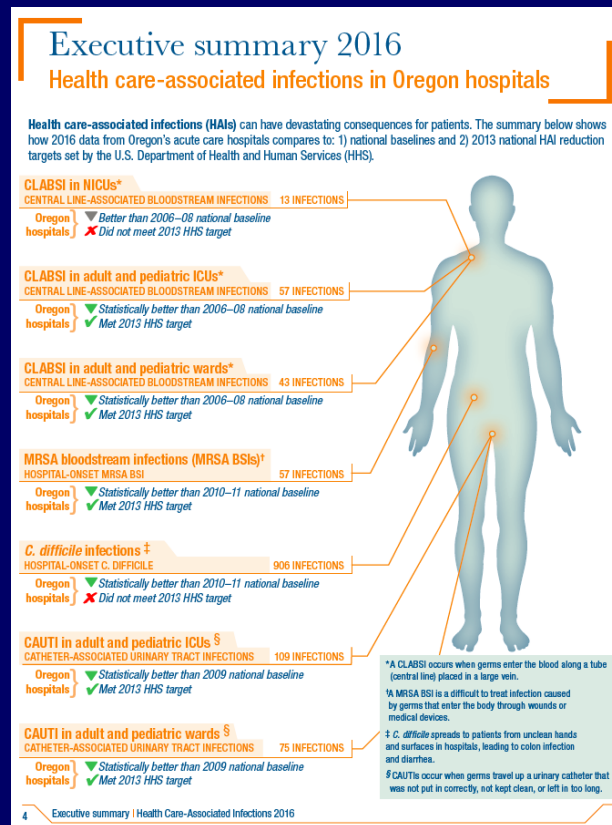 Executive summary 2016
Health care-associated infections in Oregon hospitals
Health care-associated infections (HAIs) can have devastating consequences for patients. The summary below shows
how 2016 data from Oregon's acute care hospitals compares to: 1) national baselines and 2) 2013 national HAI reduction
targets set by the U.S. Department of Health and Human Services (HHS).
CLABSI in NICUs*
CENTRAL LINE-ASSOCIATED BLOODSTREAM INFECTIONS 13 INFECTIONS
Oregon hospitals } ▼ Better than 2006–08 national baseline
✘ Did not meet 2013 HHS target
CLABSI in adult and pediatric ICUs*
CENTRAL LINE-ASSOCIATED BLOODSTREAM INFECTIONS 57 INFECTIONS
Oregon hospitals } ▼ Statistically better than 2006–08 national baseline
✔ Met 2013 HHS target
CLABSI in adult and pediatric wards*
CENTRAL LINE-ASSOCIATED BLOODSTREAM INFECTIONS 43 INFECTIONS
Oregon hospitals } ▼ Statistically better than 2006–08 national baseline
✔ Met 2013 HHS target
MRSA bloodstream infections (MRSA BSIs)†
HOSPITAL-ONSET MRSA BSI 57 INFECTIONS
Oregon hospitals } ▼ Statistically better than 2010–11 national baseline
✔ Met 2013 HHS target
C. difficile infections ‡
HOSPITAL-ONSET C. DIFFICILE 906 INFECTIONS
Oregon hospitals } ▼ Statistically better than 2010–11 national baseline
✘ Did not meet 2013 HHS target
CAUTI in adult and pediatric ICUs §
CATHETER-ASSOCIATED URINARY TRACT INFECTIONS 109 INFECTIONS
Oregon hospitals } ▼ Statistically better than 2009 national baseline
✔ Met 2013 HHS target
CAUTI in adult and pediatric wards §
CATHETER-ASSOCIATED URINARY TRACT INFECTIONS 75 INFECTIONS
Oregon hospitals } ▼ Statistically better than 2009 national baseline
✔ Met 2013 HHS target
*A CLABSI occurs when germs enter the blood along a tube
(central line) placed in a large vein.
†A MRSA BSI is a difficult to treat infection caused
by germs that enter the body through wounds or
medical devices.
‡ C. difficile spreads to patients from unclean hands
and surfaces in hospitals, leading to colon infection
and diarrhea.
§ CAUTIs occur when germs travel up a urinary catheter that
was not put in correctly, not kept clean, or left in too long.
4 Executive summary | Health Care-Associated Infections 2016